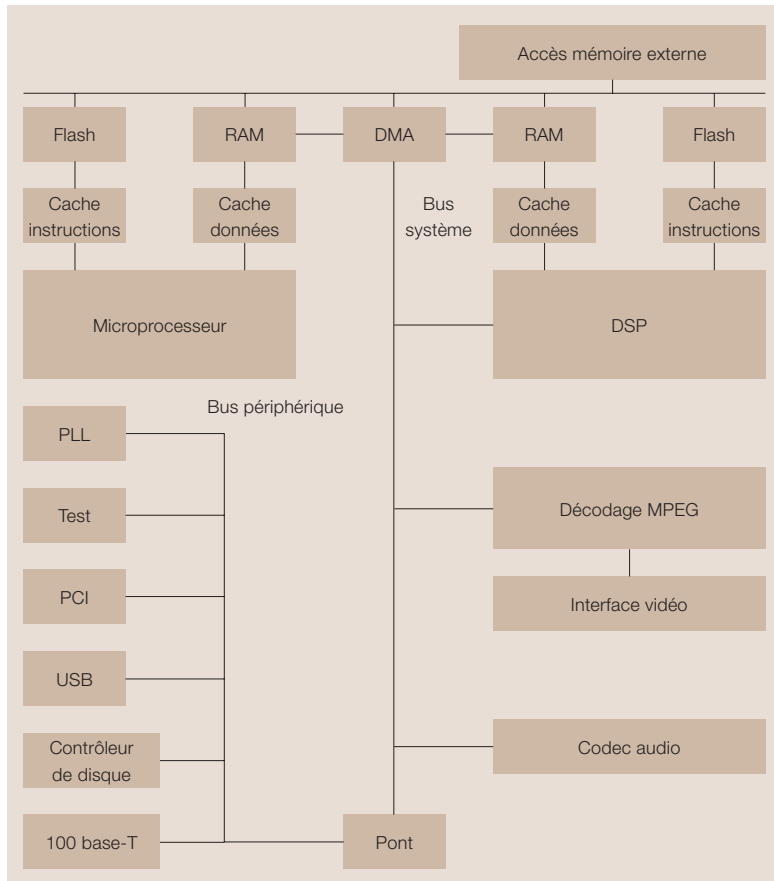 Accès mémoire externe
Flash
RAM
DMA
RAM
Flash
Cache
instructions
Cache
données
Bus
système
Cache
données
Cache
instructions
Microprocesseur
DSP
Bus périphérique
PLL
Test
Décodage MPEG
PCI
Interface vidéo
USB
Contrôleur
de disque
Codec audio
100 base-T
Pont